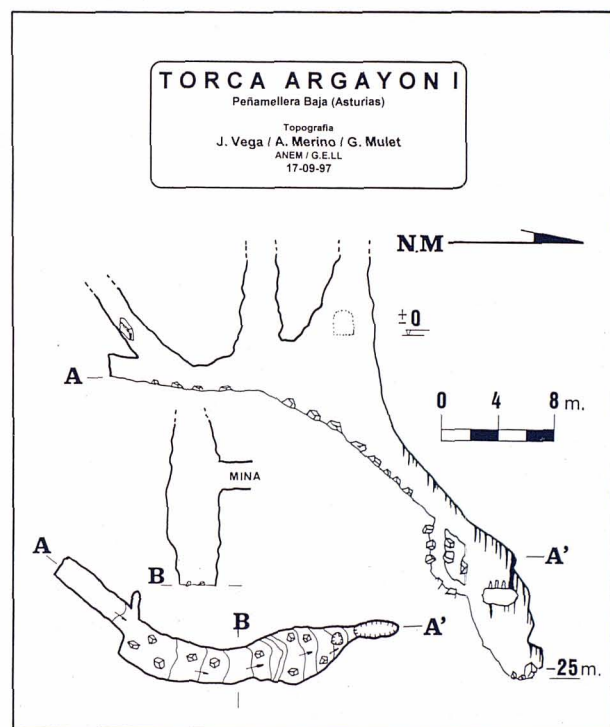 TORCA ARGAYON I
Peñamellera Baja (Asturias)
Topografia
J. Vega / A. Merino / G. Mulet
ANEM / G.E.LL
17-09-97
N.M
±0
A
0 4 8 m.
MINA
A'
A
B
B
A'
-25 m.